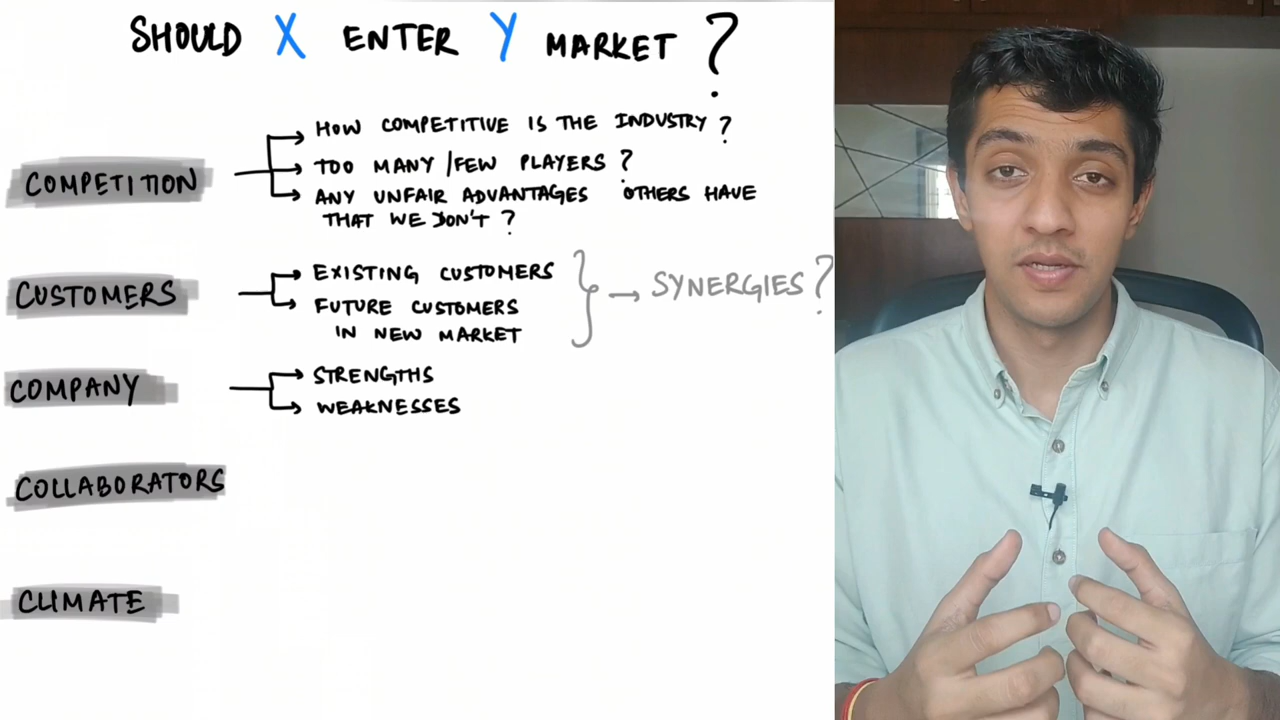 SHOULD X ENTER Y MARKET ?
COMPETITION
HOW COMPETITIVE IS THE INDUSTRY ?
TOO MANY / FEW PLAYERS ?
ANY UNFAIR ADVANTAGES OTHERS HAVE
THAT WE DON'T ?
CUSTOMERS
EXISTING CUSTOMERS
FUTURE CUSTOMERS
IN NEW MARKET
SYNERGIES ?
COMPANY
STRENGTHS
WEAKNESSES
COLLABORATORS
CLIMATE